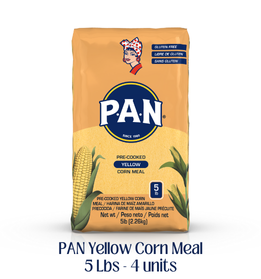 GLUTEN FREE
LIBRE DE GLUTEN
SANS GLUTEN
PAN
SINCE 1960
PRE-COOKED
YELLOW
CORN MEAL
5
PRE-COOKED YELLOW CORN
MEAL / HARINA DE MAÍZ AMARILLO
PRECOCIDA / FARINE DE MAÏS JAUNE PRÉCUITE
Net wt / Peso neto / Poids net
5lb (2.26kg)
PAN Yellow Corn Meal
5 Lbs - 4 units